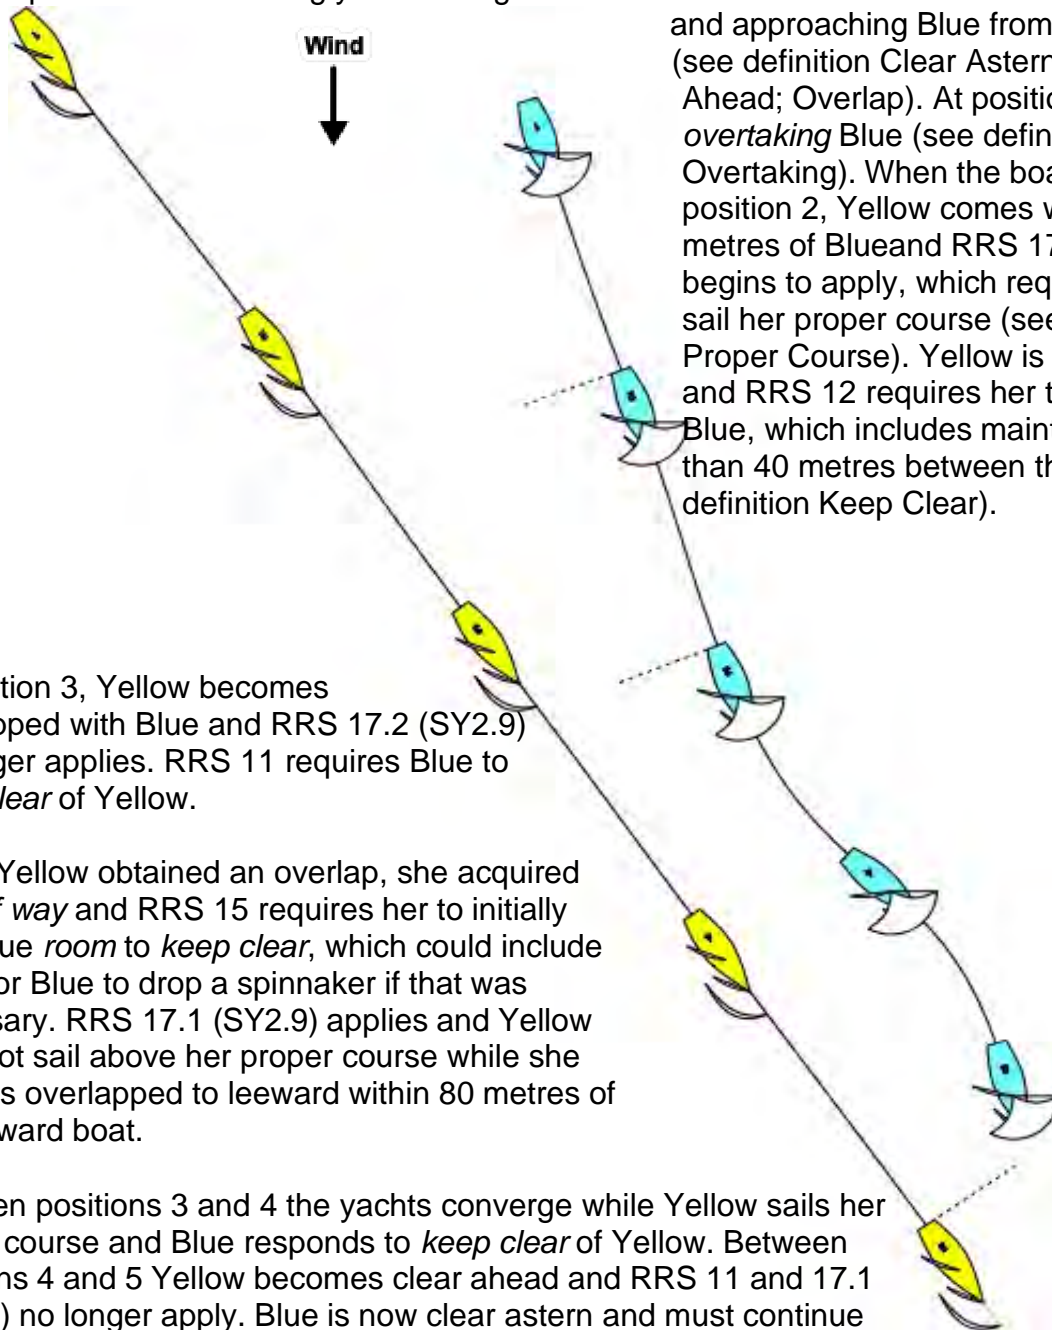 Wind
and approaching Blue from
(see definition Clear Astern
Ahead; Overlap). At positio
overtaking Blue (see defin
Overtaking). When the boa
position 2, Yellow comes w
metres of Blueand RRS 17
begins to apply, which req
sail her proper course (see
Proper Course). Yellow is
and RRS 12 requires her t
Blue, which includes main
than 40 metres between th
definition Keep Clear).
tion 3, Yellow becomes
pped with Blue and RRS 17.2 (SY2.9)
ger applies. RRS 11 requires Blue to
lear of Yellow.
Yellow obtained an overlap, she acquired
f way and RRS 15 requires her to initially
ue room to keep clear, which could include
or Blue to drop a spinnaker if that was
sary. RRS 17.1 (SY2.9) applies and Yellow
ot sail above her proper course while she
s overlapped to leeward within 80 metres of
ward boat.
en positions 3 and 4 the yachts converge while Yellow sails her
course and Blue responds to keep clear of Yellow. Between
ns 4 and 5 Yellow becomes clear ahead and RRS 11 and 17.1
) no longer apply. Blue is now clear astern and must continue